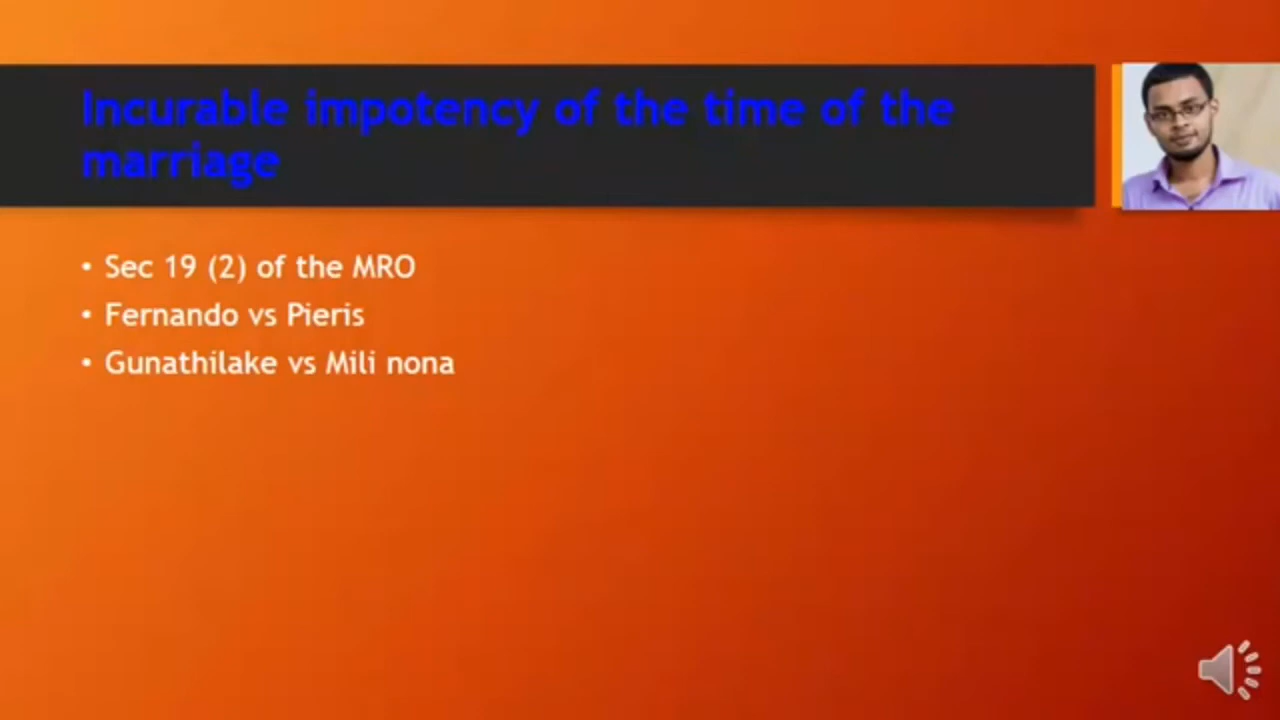 Incurable impotency of the time of the
marriage
• Sec 19 (2) of the MRO
• Fernando vs Pieris
• Gunathilake vs Mili nona